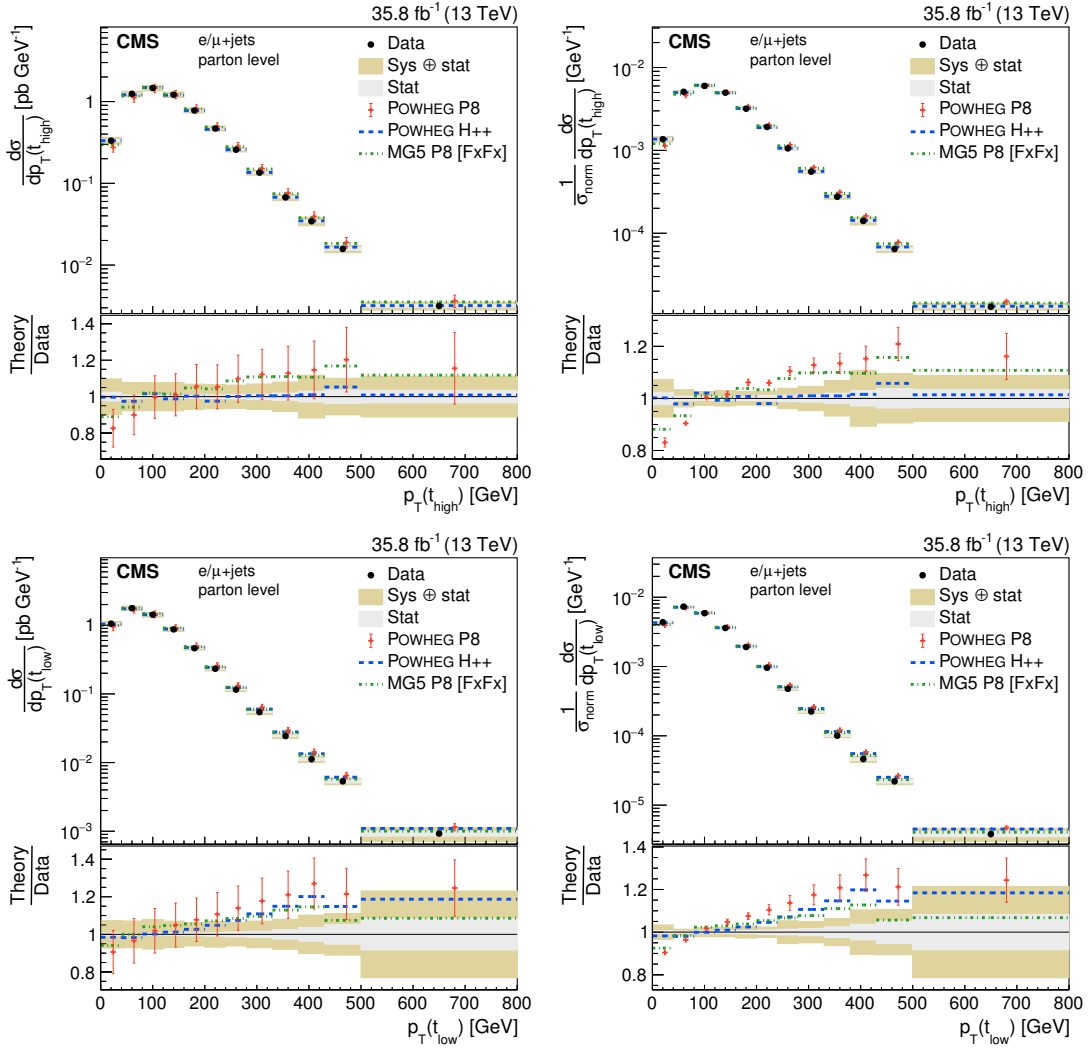 35.8 fb⁻¹ (13 TeV)
CMS
e/μ+jets
parton level
Data
Sys ⊕ stat
Stat
POWHEG P8
POWHEG H++
MG5 P8 [FxFx]
dσ/dp_T(t_high) [pb GeV⁻¹]
1
10⁻¹
10⁻²
Theory/Data
1.4
1.2
1.0
0.8
0 100 200 300 400 500 600 700 800
p_T(t_high) [GeV]
35.8 fb⁻¹ (13 TeV)
CMS
e/μ+jets
parton level
Data
Sys ⊕ stat
Stat
POWHEG P8
POWHEG H++
MG5 P8 [FxFx]
1/σ_norm dσ/dp_T(t_high) [GeV⁻¹]
10⁻²
10⁻³
10⁻⁴
Theory/Data
1.2
1.0
0.8
0 100 200 300 400 500 600 700 800
p_T(t_high) [GeV]
35.8 fb⁻¹ (13 TeV)
CMS
e/μ+jets
parton level
Data
Sys ⊕ stat
Stat
POWHEG P8
POWHEG H++
MG5 P8 [FxFx]
dσ/dp_T(t_low) [pb GeV⁻¹]
1
10⁻¹
10⁻²
10⁻³
Theory/Data
1.4
1.2
1.0
0.8
0 100 200 300 400 500 600 700 800
p_T(t_low) [GeV]
35.8 fb⁻¹ (13 TeV)
CMS
e/μ+jets
parton level
Data
Sys ⊕ stat
Stat
POWHEG P8
POWHEG H++
MG5 P8 [FxFx]
1/σ_norm dσ/dp_T(t_low) [GeV⁻¹]
10⁻²
10⁻³
10⁻⁴
10⁻⁵
Theory/Data
1.4
1.2
1.0
0.8
0 100 200 300 400 500 600 700 800
p_T(t_low) [GeV]